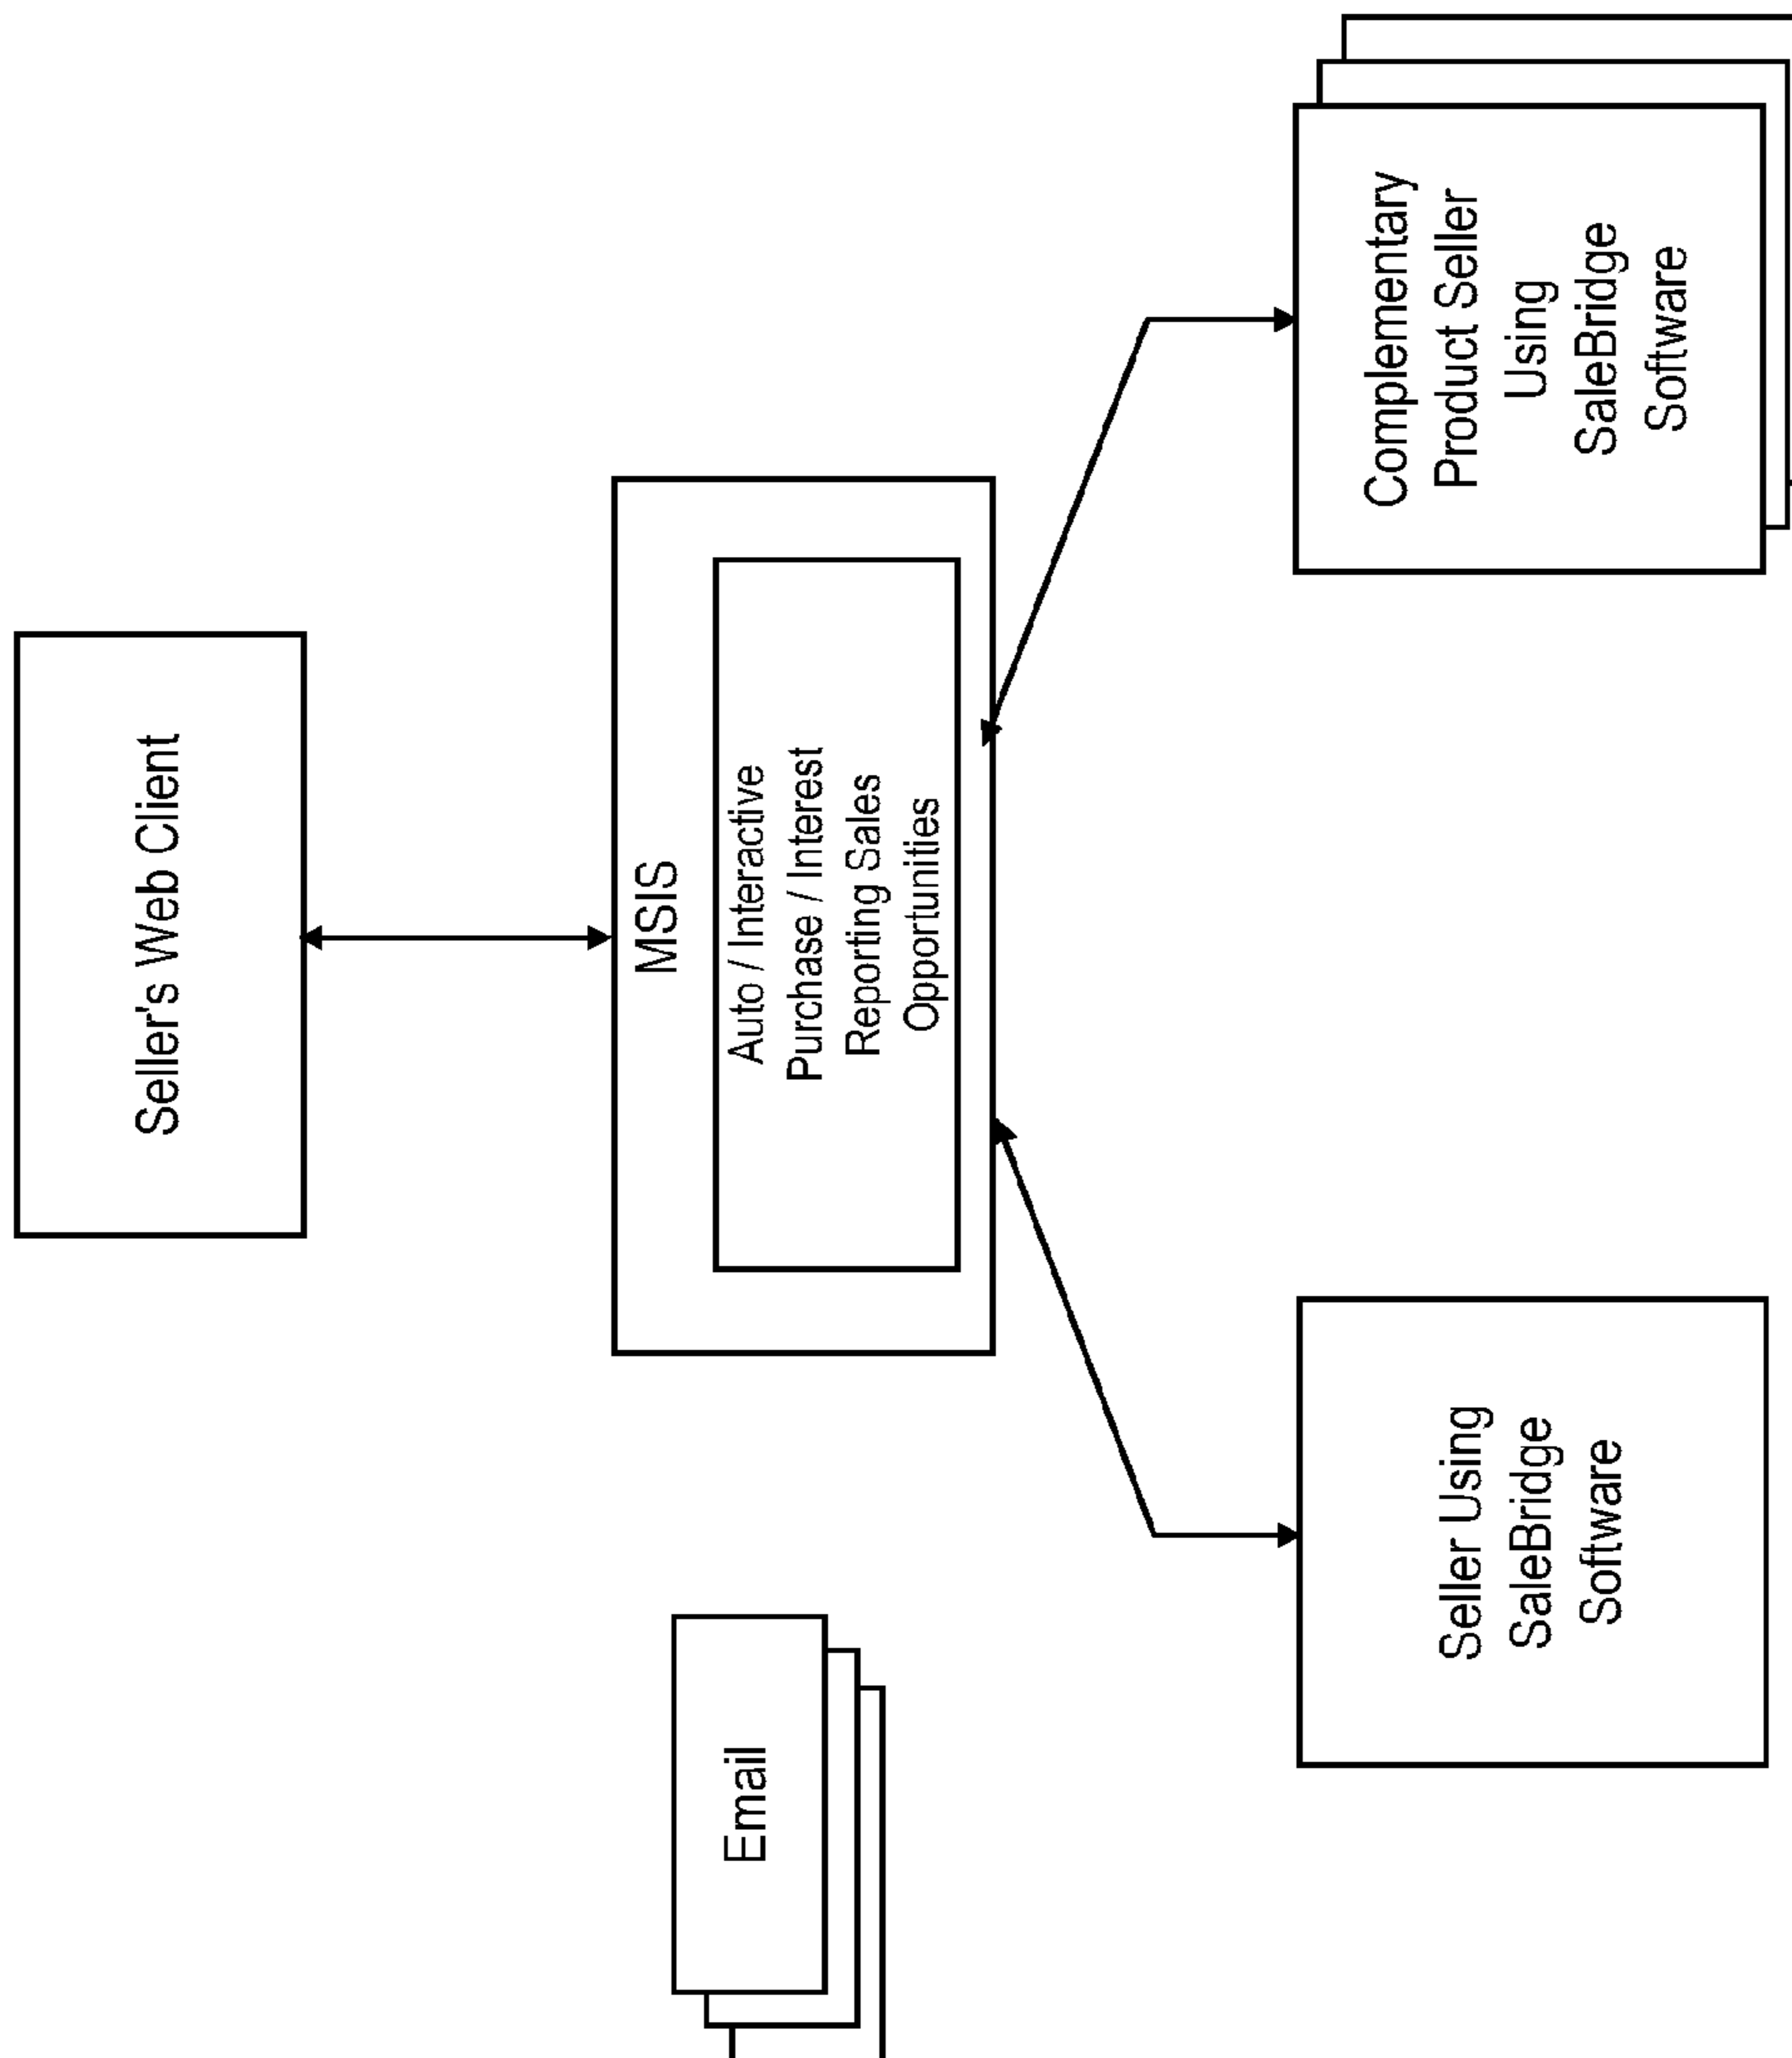 Seller's Web Client
MSIS
Auto / Interactive
Purchase / Interest
Reporting Sales
Opportunities
Email
Seller Using
SaleBridge
Software
Complementary
Product Seller
Using
SaleBridge
Software